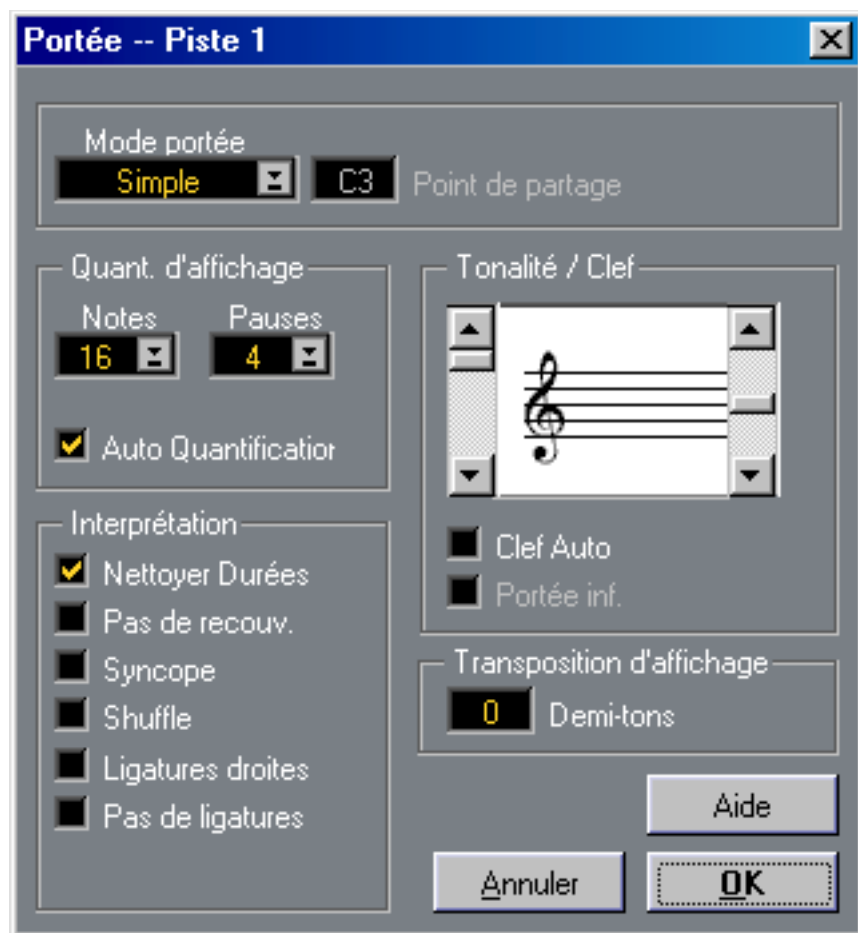 Portée -- Piste 1
Mode portée
Simple
C3
Point de partage
Quant. d'affichage
Notes
Pauses
16
4
Auto Quantification
Interprétation
Nettoyer Durées
Pas de recouv.
Syncope
Shuffle
Ligatures droites
Pas de ligatures
Tonalité / Clef
Clef Auto
Portée inf.
Transposition d'affichage
0
Demi-tons
Aide
Annuler
OK